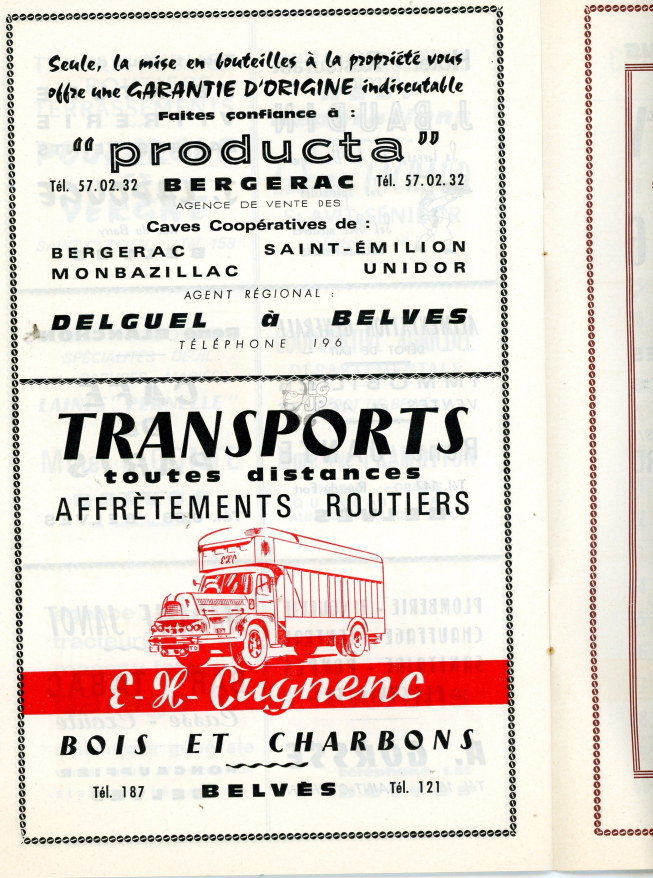 Seule, la mise en bouteilles à la propriété vous
offre une GARANTIE D'ORIGINE indiscutable
Faites confiance à :
“ producta ”
Tél. 57.02.32 BERGERAC Tél. 57.02.32
AGENCE DE VENTE DES
Caves Coopératives de :
BERGERAC SAINT-ÉMILION
MONBAZILLAC UNIDOR
AGENT RÉGIONAL :
DELGUEL à BELVES
TÉLÉPHONE 196
TRANSPORTS
toutes distances
AFFRÈTEMENTS ROUTIERS
E-H-Cugnenc
BOIS ET CHARBONS
Tél. 187 BELVÈS Tél. 121